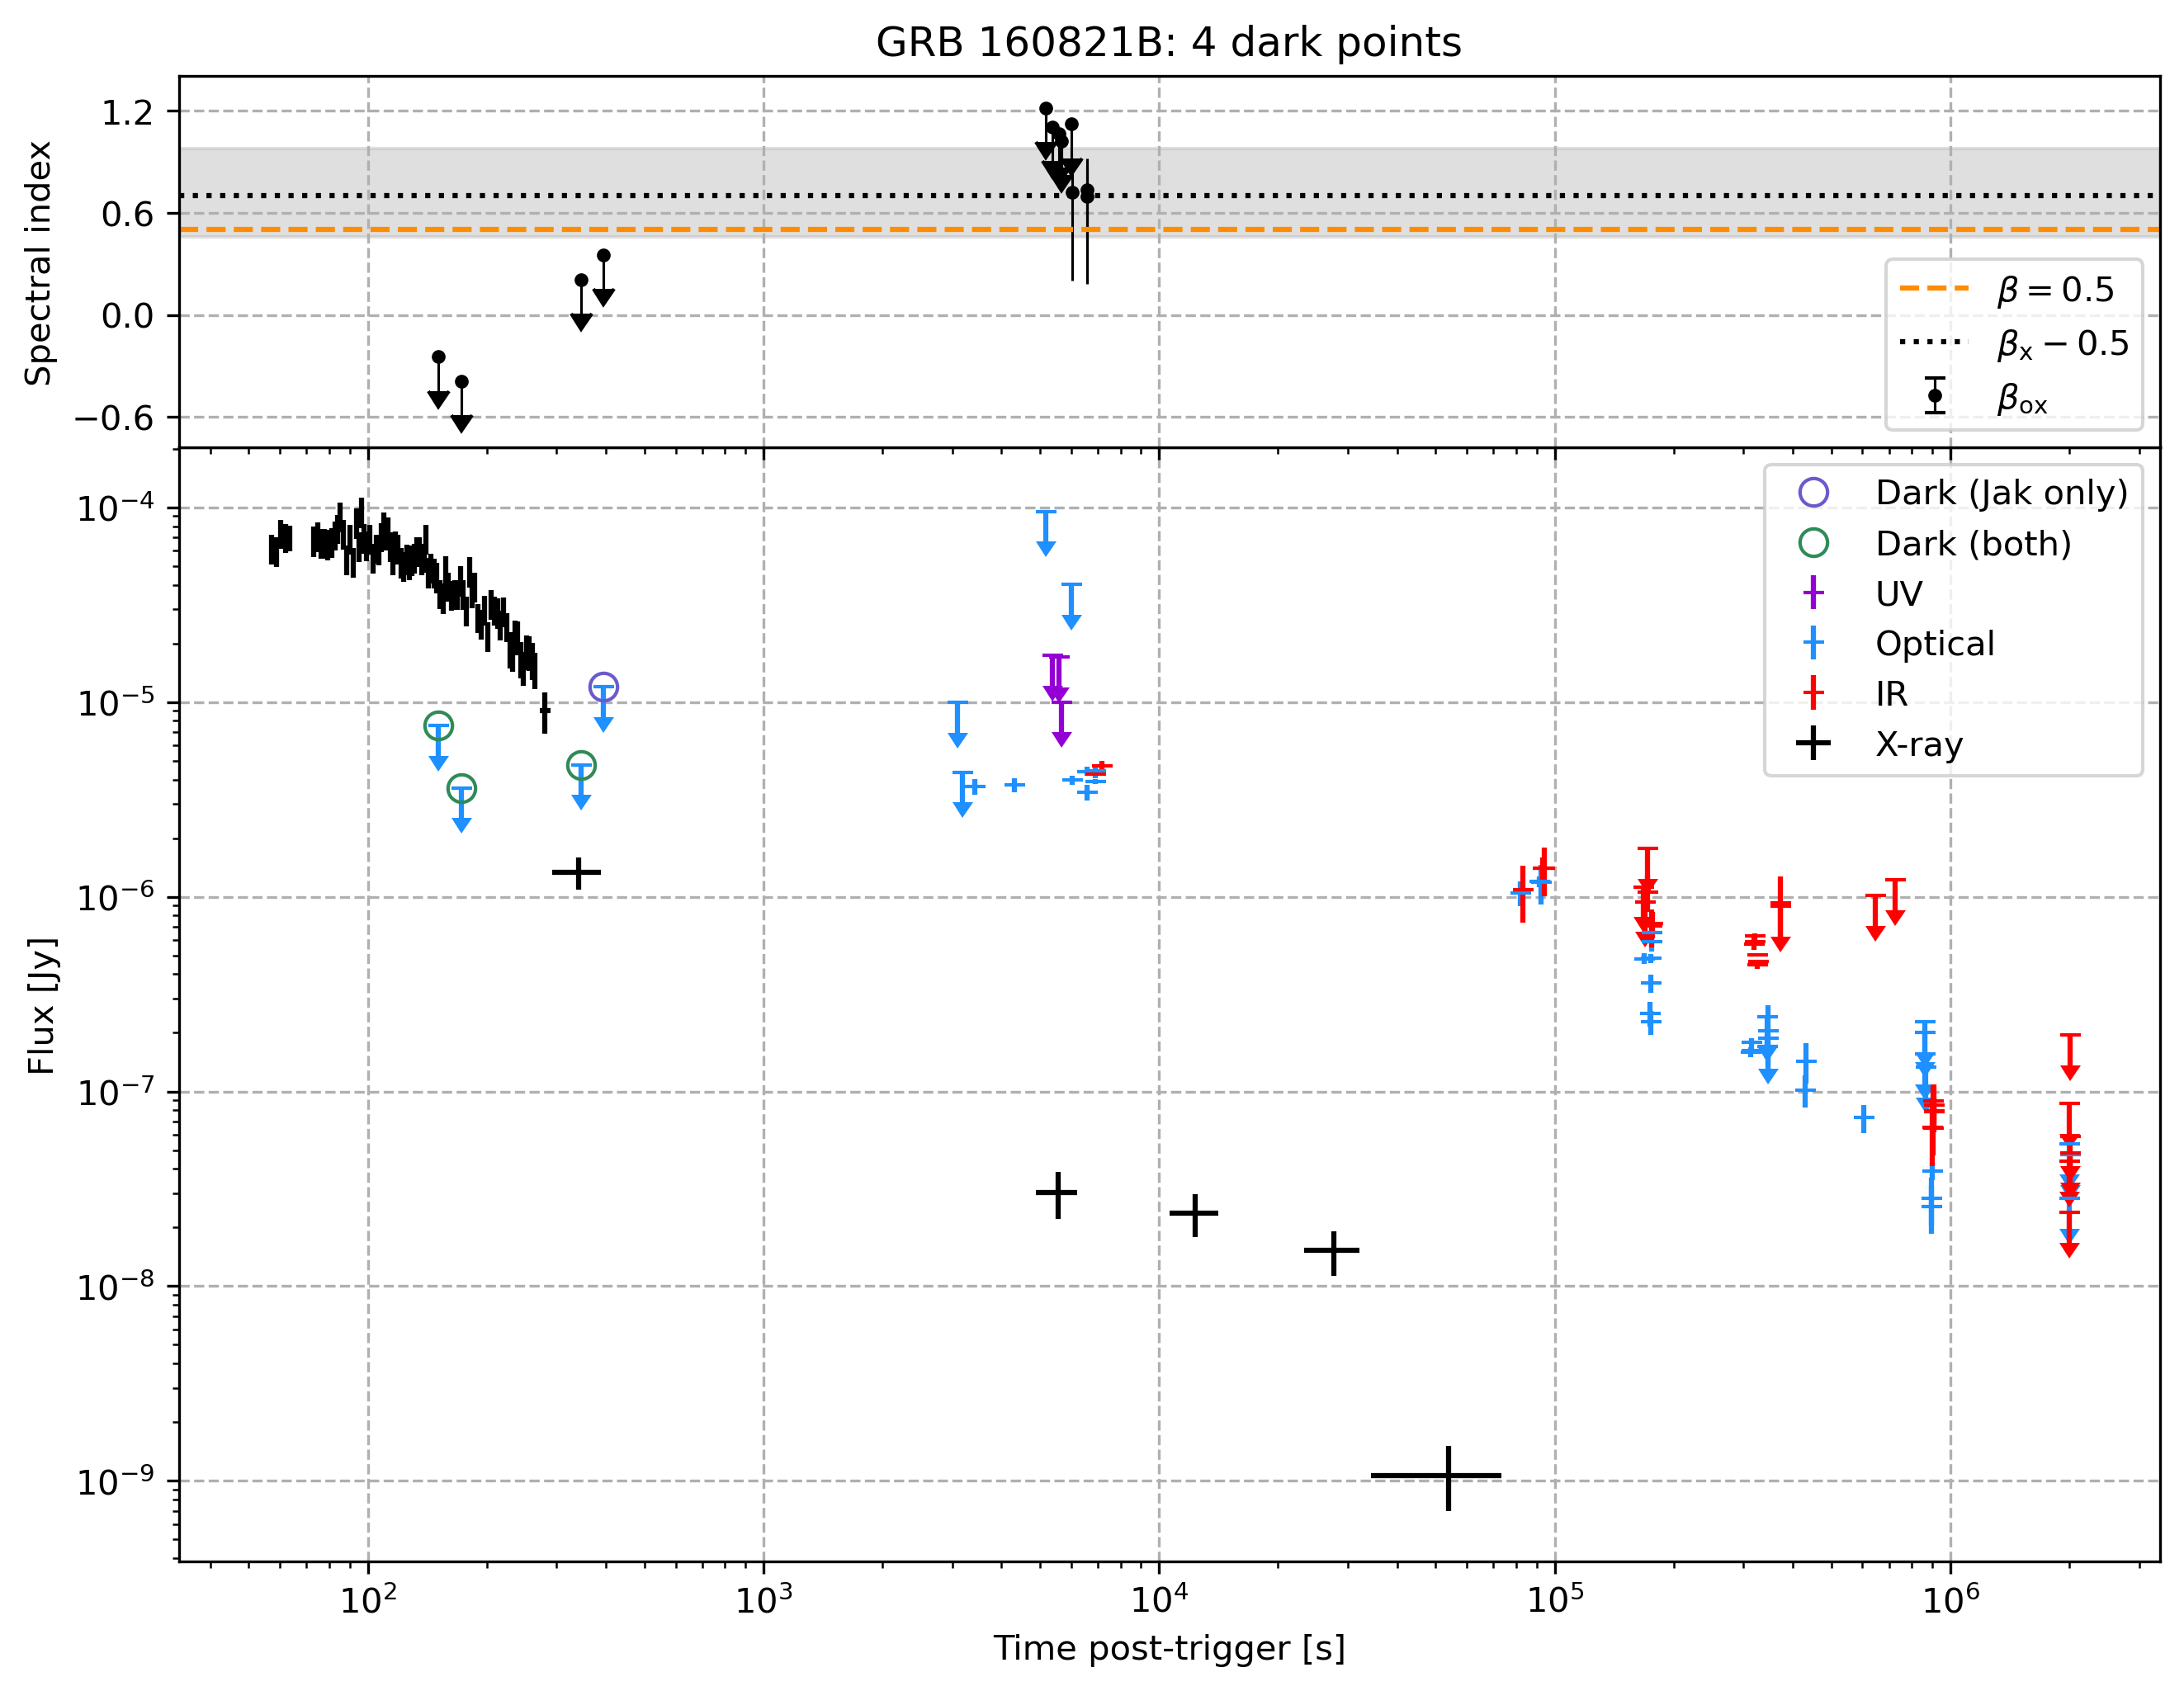 GRB 160821B: 4 dark points
Spectral index
1.2
0.6
0.0
−0.6
β = 0.5
βₓ − 0.5
βₒₓ
Flux [Jy]
10⁻⁴
10⁻⁵
10⁻⁶
10⁻⁷
10⁻⁸
10⁻⁹
Dark (Jak only)
Dark (both)
UV
Optical
IR
X-ray
10² 10³ 10⁴ 10⁵ 10⁶
Time post-trigger [s]